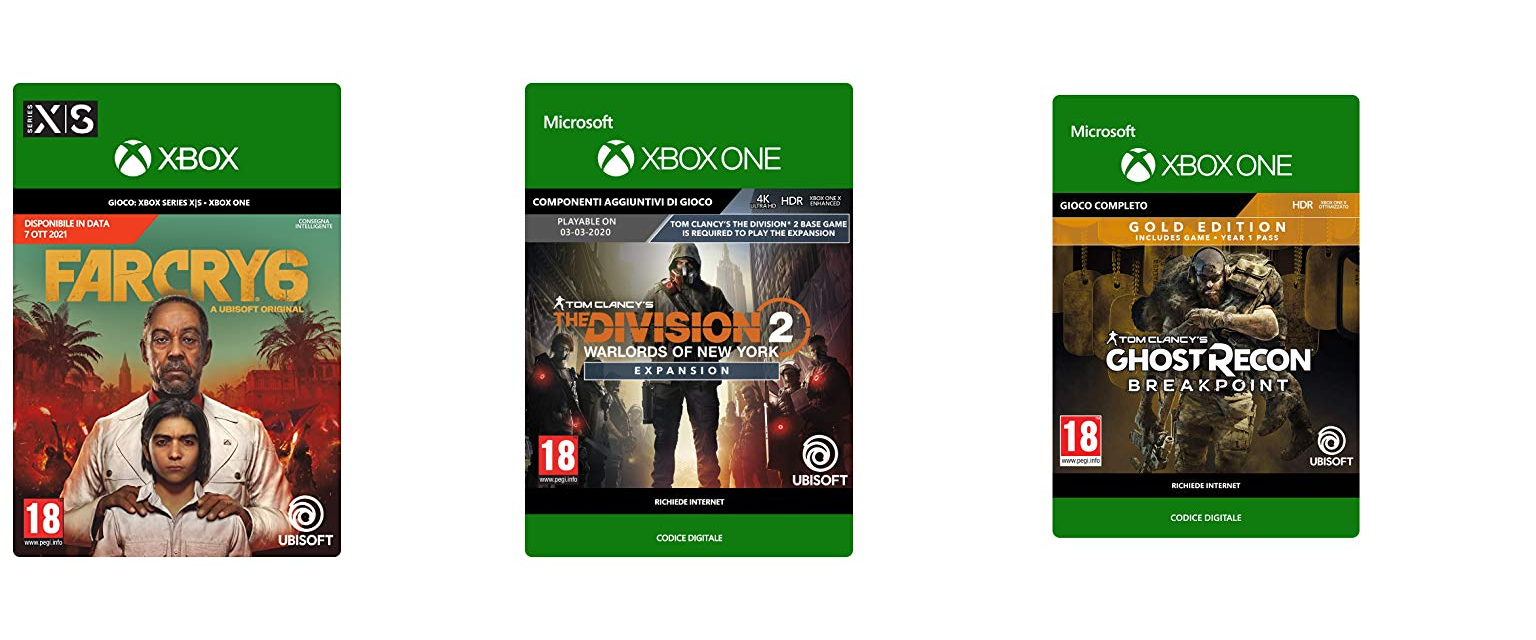 SERIES X|S
XBOX
GIOCO: XBOX SERIES X|S - XBOX ONE
DISPONIBILE IN DATA
7 OTT 2021
CONSEGNA
INTELLIGENTE
FARCRY6
A UBISOFT ORIGINAL
18
www.pegi.info
UBISOFT
Microsoft
XBOX ONE
COMPONENTI AGGIUNTIVI DI GIOCO
4K
ULTRA HD
HDR
XBOX ONE X
ENHANCED
PLAYABLE ON
03-03-2020
TOM CLANCY'S THE DIVISION® 2 BASE GAME
IS REQUIRED TO PLAY THE EXPANSION
TOM CLANCY'S
THE DIVISION 2
WARLORDS OF NEW YORK
EXPANSION
18
www.pegi.info
UBISOFT
RICHIEDE INTERNET
CODICE DIGITALE
Microsoft
XBOX ONE
GIOCO COMPLETO
HDR
XBOX ONE X
OTTIMIZZATO
GOLD EDITION
INCLUDES GAME • YEAR 1 PASS
TOM CLANCY'S
GHOST RECON
BREAKPOINT
18
www.pegi.info
UBISOFT
RICHIEDE INTERNET
CODICE DIGITALE